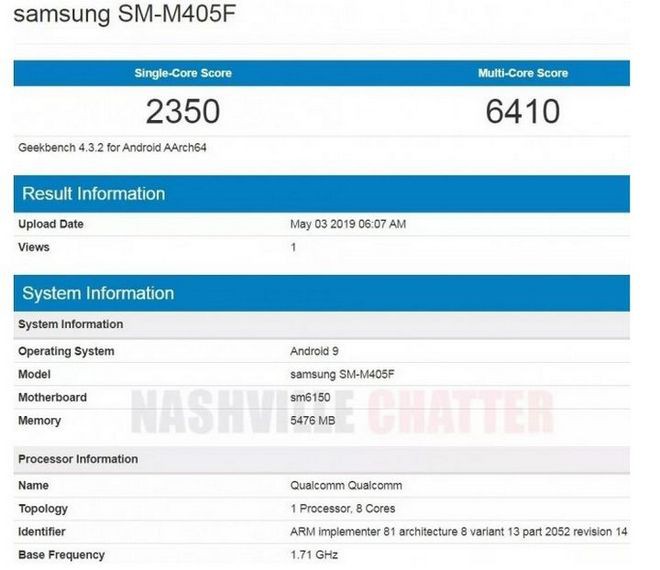 samsung SM-M405F
Single-Core Score Multi-Core Score
2350 6410
Geekbench 4.3.2 for Android AArch64
Result Information
Upload Date May 03 2019 06:07 AM
Views 1
System Information
System Information
Operating System Android 9
Model samsung SM-M405F
Motherboard sm6150
NASHVILLE CHATTER
Memory 5476 MB
Processor Information
Name Qualcomm Qualcomm
Topology 1 Processor, 8 Cores
Identifier ARM implementer 81 architecture 8 variant 13 part 2052 revision 14
Base Frequency 1.71 GHz